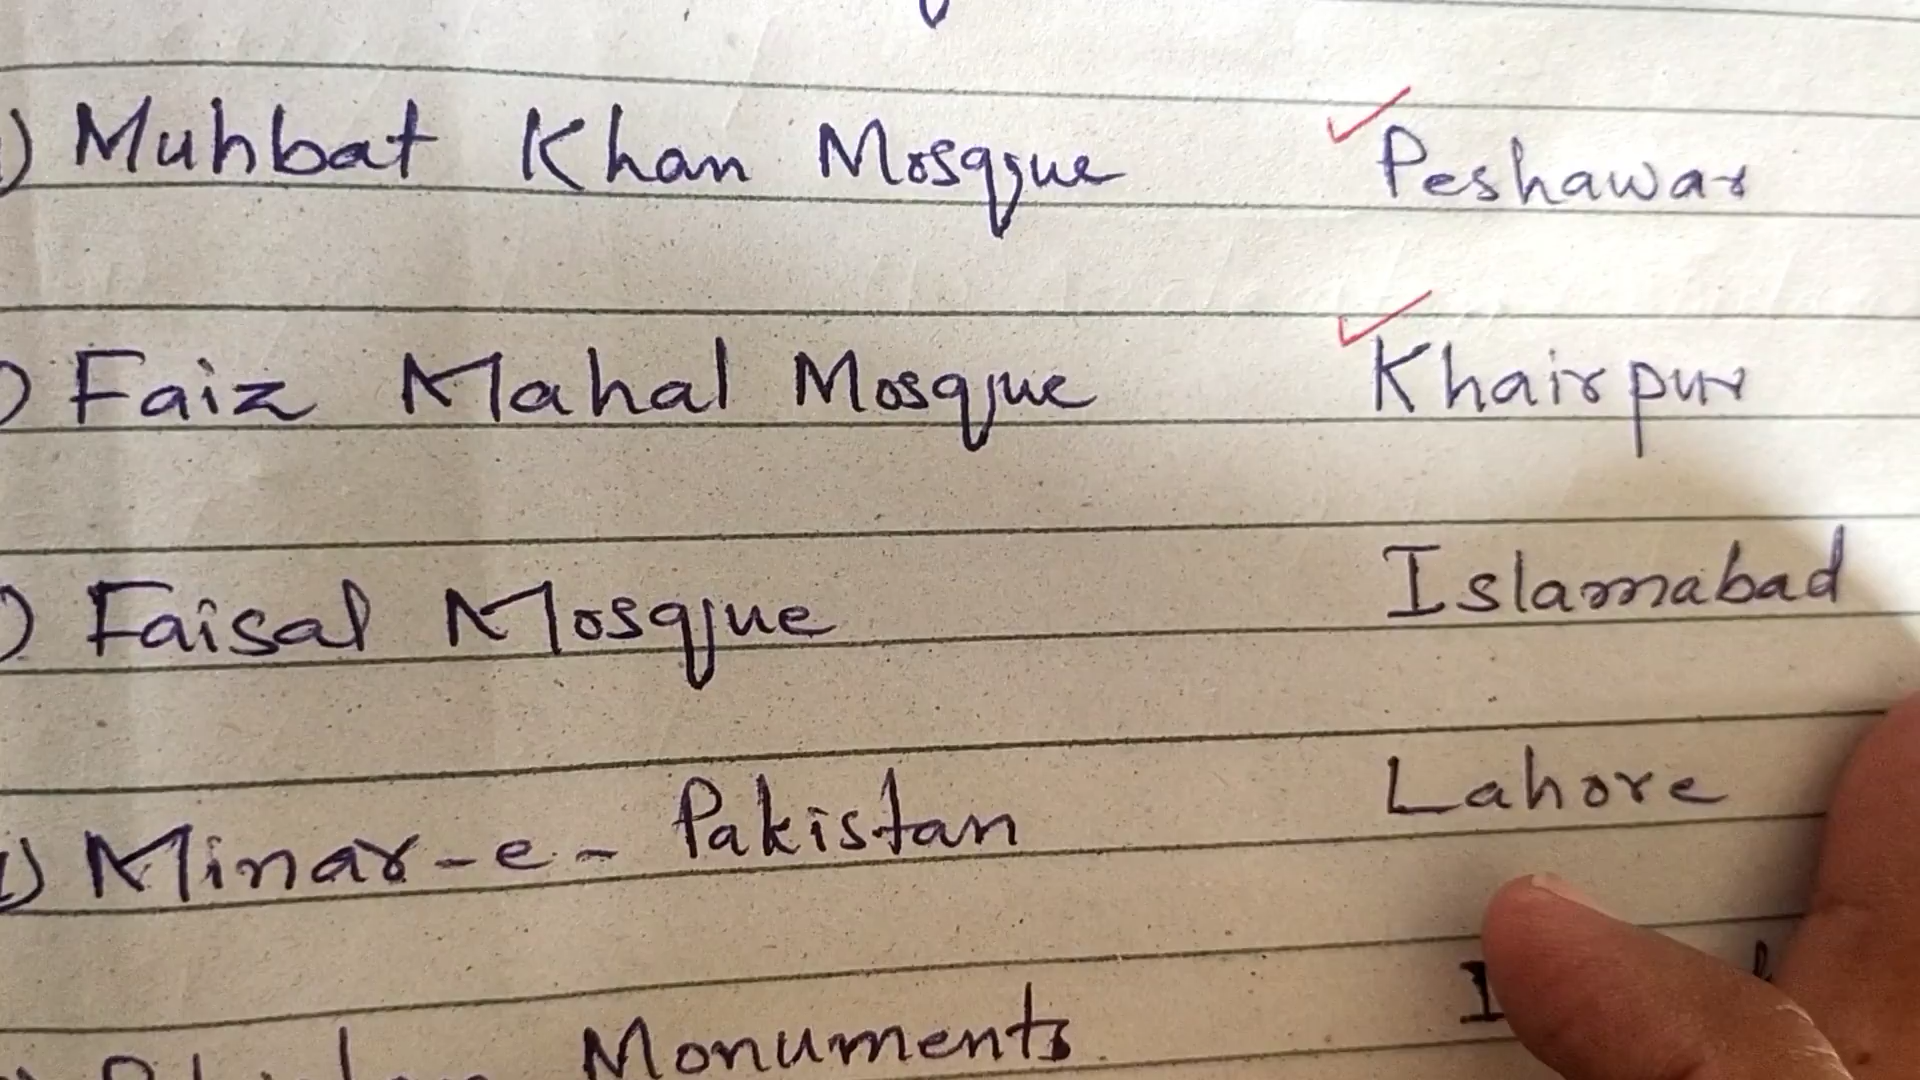 ) Muhbat Khan Mosque Peshawar
) Faiz Mahal Mosque Khairpur
) Faisal Mosque Islamabad
) Minar-e-Pakistan Lahore
Monuments